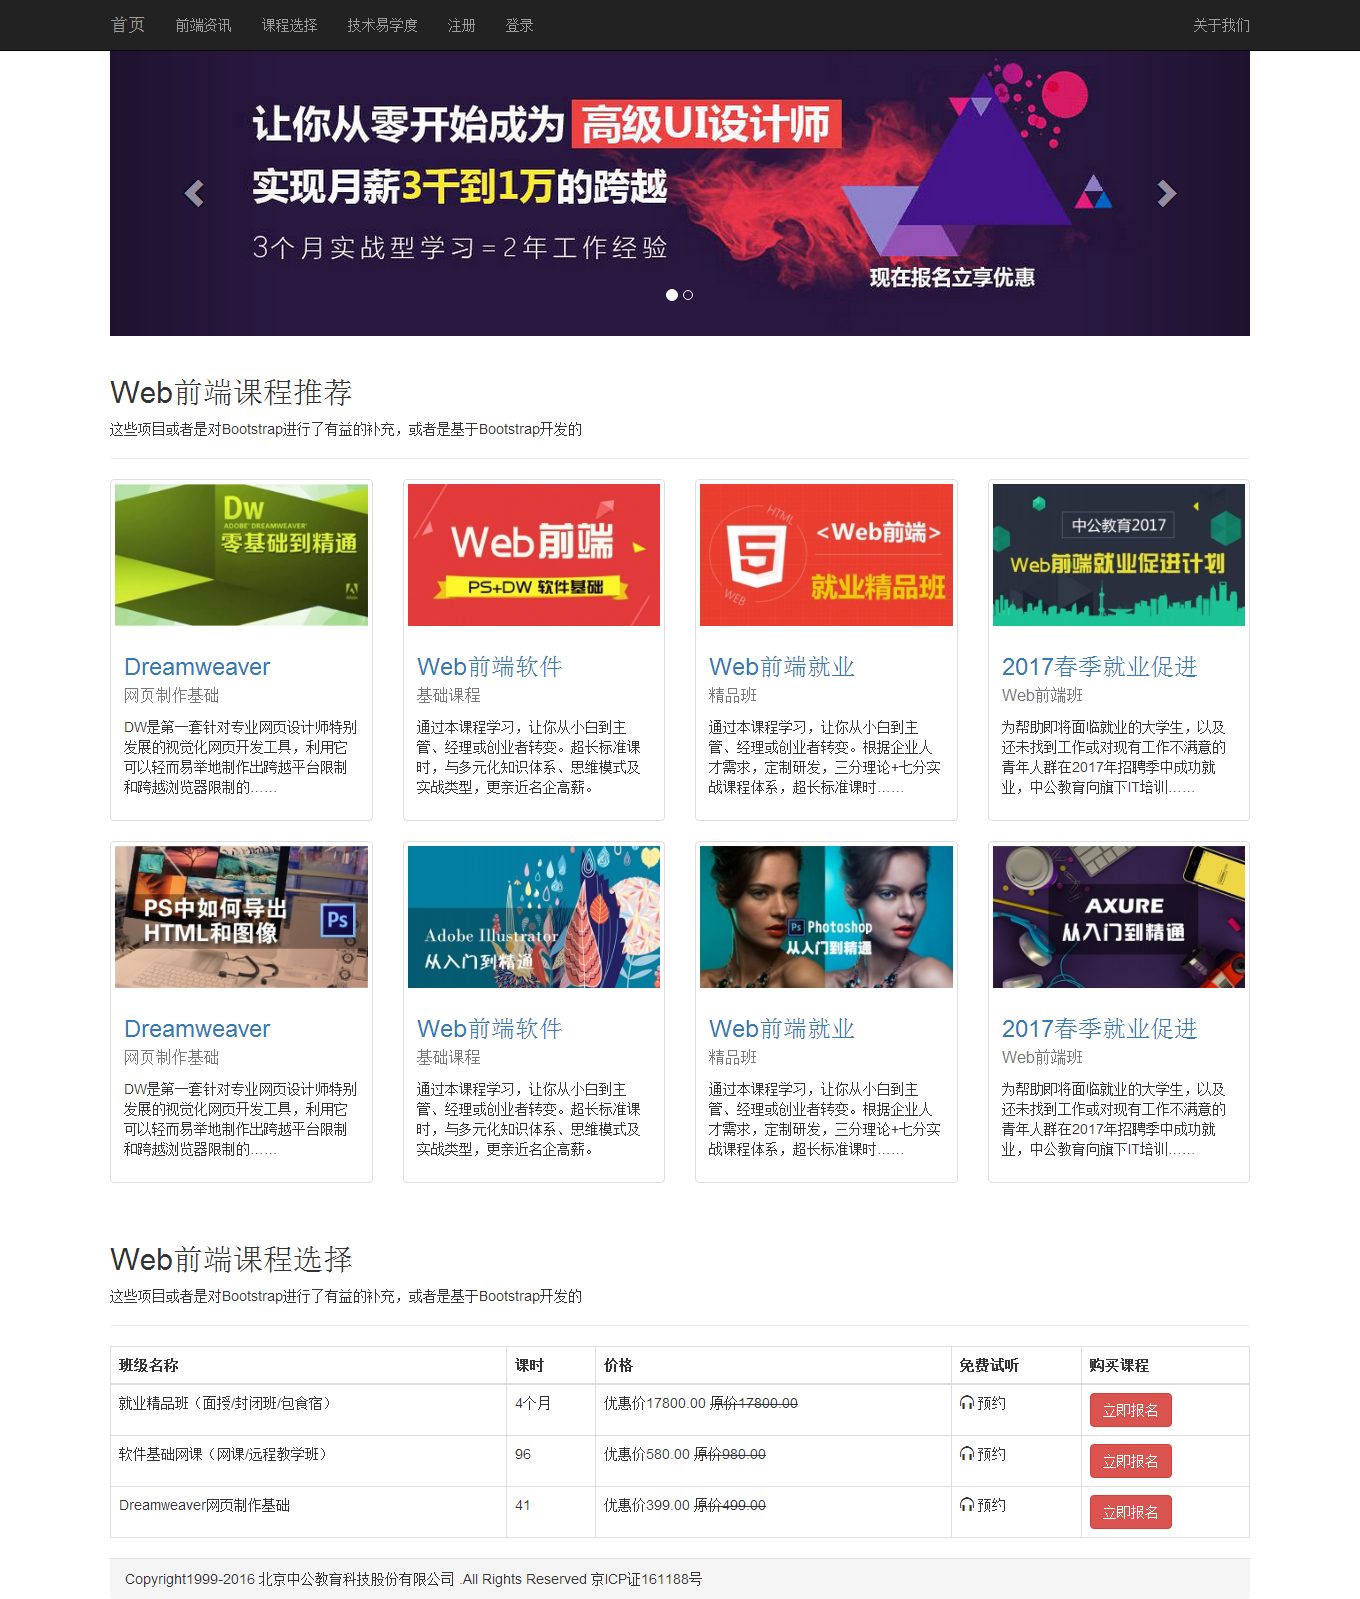 首页 前端资讯 课程选择 技术易学度 注册 登录 关于我们
让你从零开始成为 高级UI设计师
实现月薪3千到1万的跨越
3个月实战型学习=2年工作经验
现在报名立享优惠
Web前端课程推荐
这些项目或者是对Bootstrap进行了有益的补充，或者是基于Bootstrap开发的
Dw
ADOBE® DREAMWEAVER®
零基础到精通
Dreamweaver
网页制作基础
DW是第一套针对专业网页设计师特别
发展的视觉化网页开发工具，利用它
可以轻而易举地制作出跨越平台限制
和跨越浏览器限制的……
Web前端
PS+DW 软件基础
Web前端软件
基础课程
通过本课程学习，让你从小白到主
管、经理或创业者转变。超长标准课
时，与多元化知识体系、思维模式及
实战类型，更亲近名企高薪。
HTML
5
WEB
<Web前端>
就业精品班
Web前端就业
精品班
通过本课程学习，让你从小白到主
管、经理或创业者转变。根据企业人
才需求，定制研发，三分理论+七分实
战课程体系，超长标准课时……
中公教育2017
Web前端就业促进计划
2017春季就业促进
Web前端班
为帮助即将面临就业的大学生，以及
还未找到工作或对现有工作不满意的
青年人群在2017年招聘季中成功就
业，中公教育向旗下IT培训……
PS中如何导出
HTML和图像
Ps
Dreamweaver
网页制作基础
DW是第一套针对专业网页设计师特别
发展的视觉化网页开发工具，利用它
可以轻而易举地制作出跨越平台限制
和跨越浏览器限制的……
Adobe Illustrator
从入门到精通
Web前端软件
基础课程
通过本课程学习，让你从小白到主
管、经理或创业者转变。超长标准课
时，与多元化知识体系、思维模式及
实战类型，更亲近名企高薪。
Ps Photoshop
从入门到精通
Web前端就业
精品班
通过本课程学习，让你从小白到主
管、经理或创业者转变。根据企业人
才需求，定制研发，三分理论+七分实
战课程体系，超长标准课时……
AXURE
从入门到精通
2017春季就业促进
Web前端班
为帮助即将面临就业的大学生，以及
还未找到工作或对现有工作不满意的
青年人群在2017年招聘季中成功就
业，中公教育向旗下IT培训……
Web前端课程选择
这些项目或者是对Bootstrap进行了有益的补充，或者是基于Bootstrap开发的
班级名称 课时 价格 免费试听 购买课程
就业精品班（面授/封闭班/包食宿） 4个月 优惠价17800.00 原价17800.00 预约 立即报名
软件基础网课（网课/远程教学班） 96 优惠价580.00 原价980.00 预约 立即报名
Dreamweaver网页制作基础 41 优惠价399.00 原价499.00 预约 立即报名
Copyright1999-2016 北京中公教育科技股份有限公司 .All Rights Reserved 京ICP证161188号